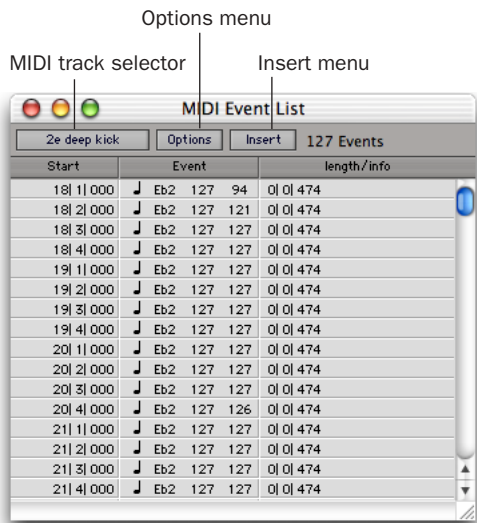 Options menu
MIDI track selector Insert menu
MIDI Event List
2e deep kick Options Insert 127 Events
Start Event length/info
18| 1| 000 Eb2 127 94 0| 0| 474
18| 2| 000 Eb2 127 121 0| 0| 474
18| 3| 000 Eb2 127 127 0| 0| 474
18| 4| 000 Eb2 127 127 0| 0| 474
19| 1| 000 Eb2 127 127 0| 0| 474
19| 2| 000 Eb2 127 127 0| 0| 474
19| 3| 000 Eb2 127 127 0| 0| 474
19| 4| 000 Eb2 127 127 0| 0| 474
20| 1| 000 Eb2 127 127 0| 0| 474
20| 2| 000 Eb2 127 127 0| 0| 474
20| 3| 000 Eb2 127 127 0| 0| 474
20| 4| 000 Eb2 127 126 0| 0| 474
21| 1| 000 Eb2 127 127 0| 0| 474
21| 2| 000 Eb2 127 127 0| 0| 474
21| 3| 000 Eb2 127 127 0| 0| 474
21| 4| 000 Eb2 127 127 0| 0| 474